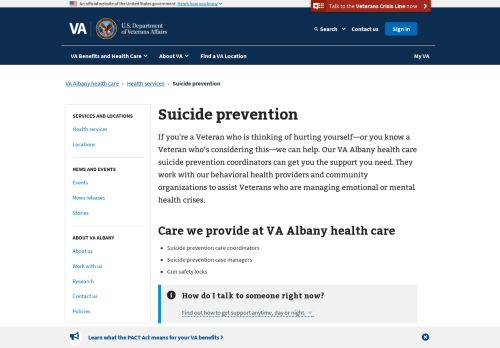 An official website of the United States government Here's how you know
Talk to the Veterans Crisis Line now
VA
U.S. Department
of Veterans Affairs
Search
Contact us
Sign in
VA Benefits and Health Care
About VA
Find a VA Location
My VA
VA Albany health care › Health services › Suicide prevention
SERVICES AND LOCATIONS
Health services
Locations
NEWS AND EVENTS
Events
News releases
Stories
ABOUT VA ALBANY
About us
Work with us
Research
Contact us
Policies
Suicide prevention
If you're a Veteran who is thinking of hurting yourself—or you know a
Veteran who's considering this—we can help. Our VA Albany health care
suicide prevention coordinators can get you the support you need. They
work with our behavioral health providers and community
organizations to assist Veterans who are managing emotional or mental
health crises.
Care we provide at VA Albany health care
Suicide prevention care coordinators
Suicide prevention case managers
Gun safety locks
How do I talk to someone right now?
Find out how to get support anytime, day or night.
Learn what the PACT Act means for your VA benefits